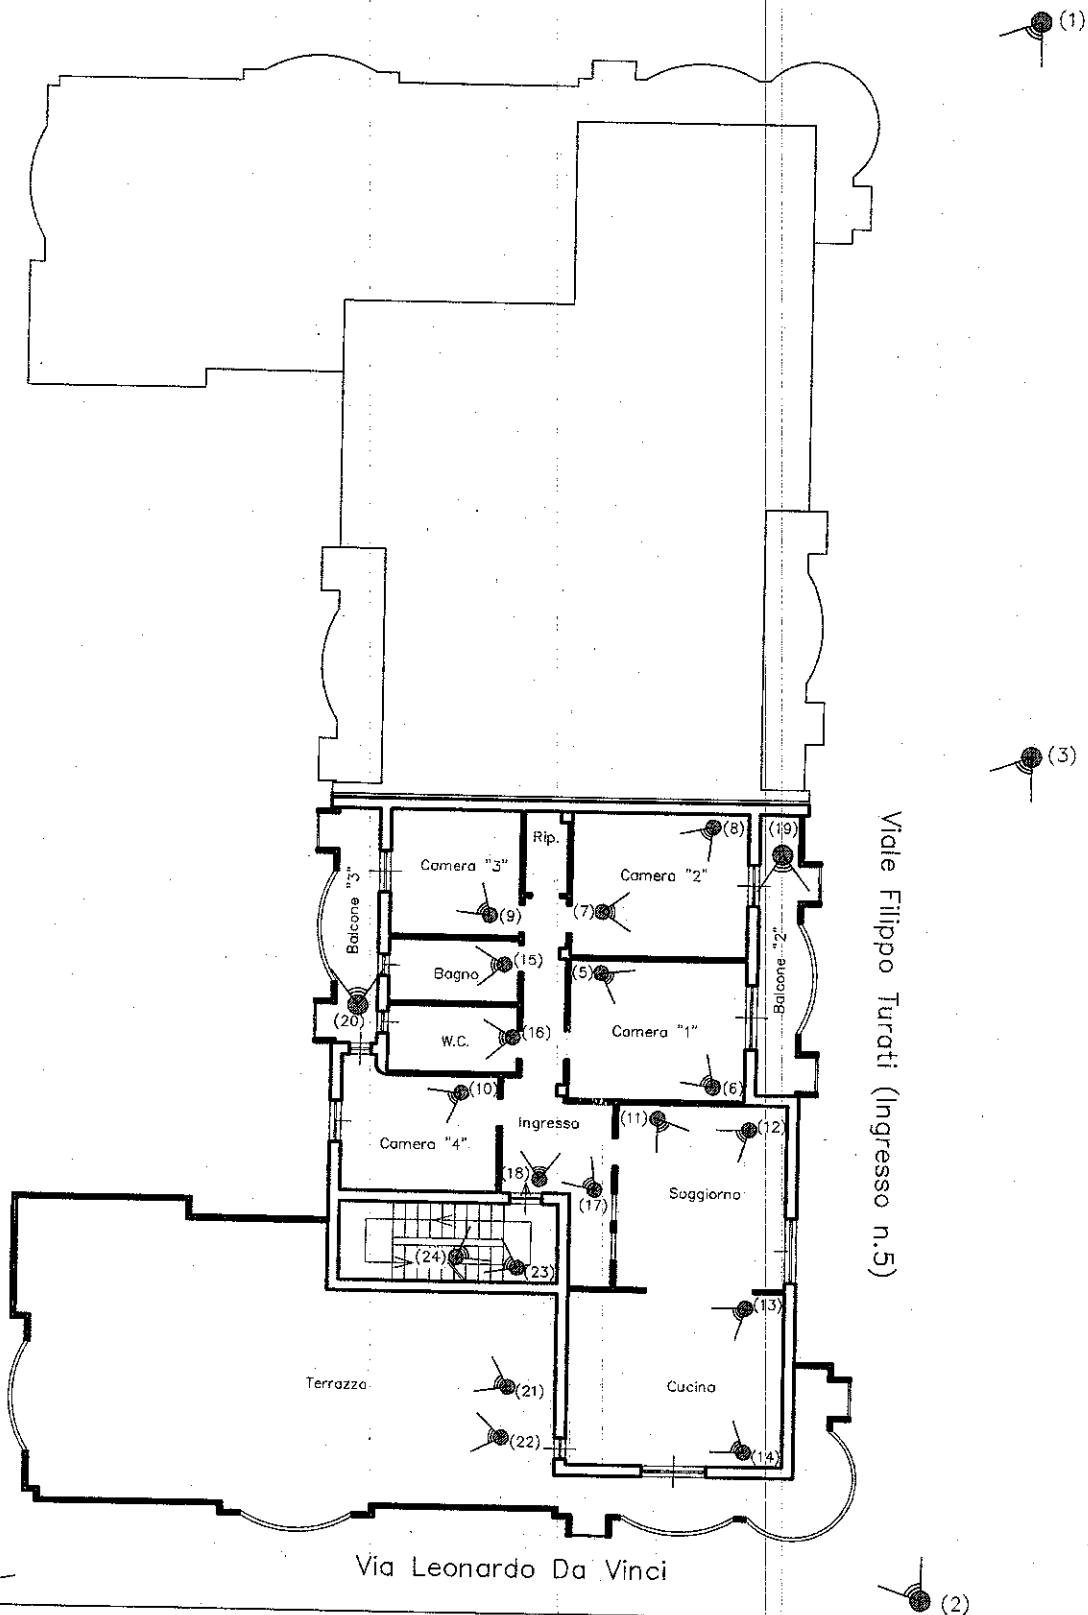 (1)
(3)
Viale Filippo Turati (Ingresso n.5)
Rip.
(8)
(19)
Camera "3"
Camera "2"
(9)
(7)
Balcone "3"
Balcone "2"
(15)
(5)
Bagno
(20)
W.C.
(16)
Camera "1"
(10)
(6)
Ingresso
(11)
(12)
Camera "4"
(18)
(17)
Soggiorno
(24)
(23)
(13)
Terrazzo
(21)
Cucina
(22)
(14)
Via Leonardo Da Vinci
(2)